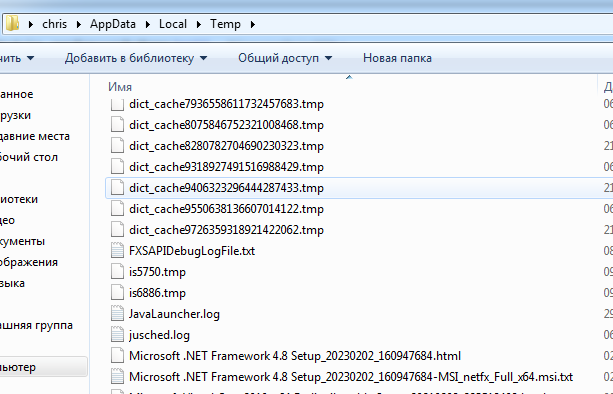 chris ▸ AppData ▸ Local ▸ Temp ▸
чить Добавить в библиотеку Общий доступ Новая папка
Имя
Д
анное
рузки
давние места
бочий стол
лиотеки
део
кументы
ображения
зыка
ашняя группа
пьютер
dict_cache7936558611732457683.tmp
06
dict_cache8075846752321008468.tmp
06
dict_cache8280782704690230323.tmp
21
dict_cache9318927491516988429.tmp
06
dict_cache9406323296444287433.tmp
21
dict_cache9550638136607014122.tmp
06
dict_cache9726359318921422062.tmp
21
FXSAPIDebugLogFile.txt
08
is5750.tmp
09
is6886.tmp
09
JavaLauncher.log
29
jusched.log
06
Microsoft .NET Framework 4.8 Setup_20230202_160947684.html
02
Microsoft .NET Framework 4.8 Setup_20230202_160947684-MSI_netfx_Full_x64.msi.txt
02